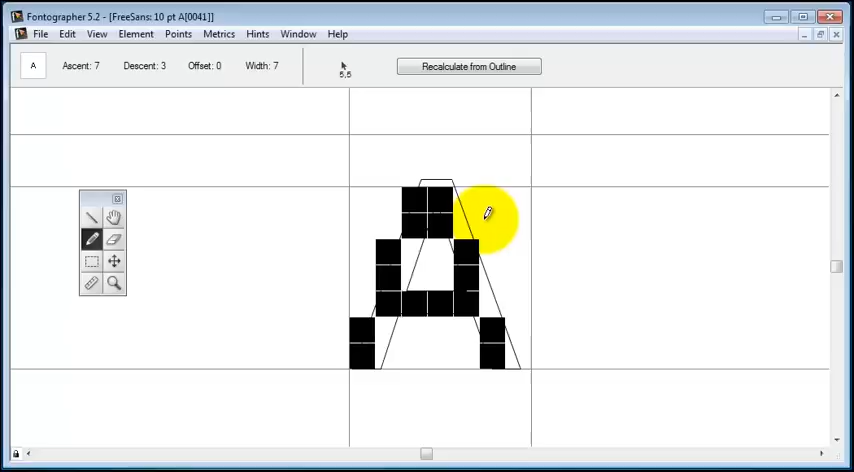 Fontographer 5.2 - [FreeSans: 10 pt A[0041]]
File Edit View Element Points Metrics Hints Window Help
A Ascent: 7 Descent: 3 Offset: 0 Width: 7 5,5 Recalculate from Outline
A